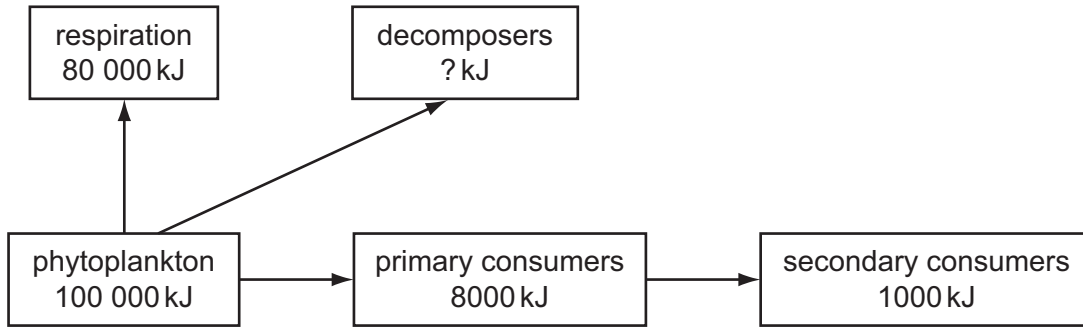 respiration
80 000 kJ
decomposers
? kJ
phytoplankton
100 000 kJ
primary consumers
8000 kJ
secondary consumers
1000 kJ